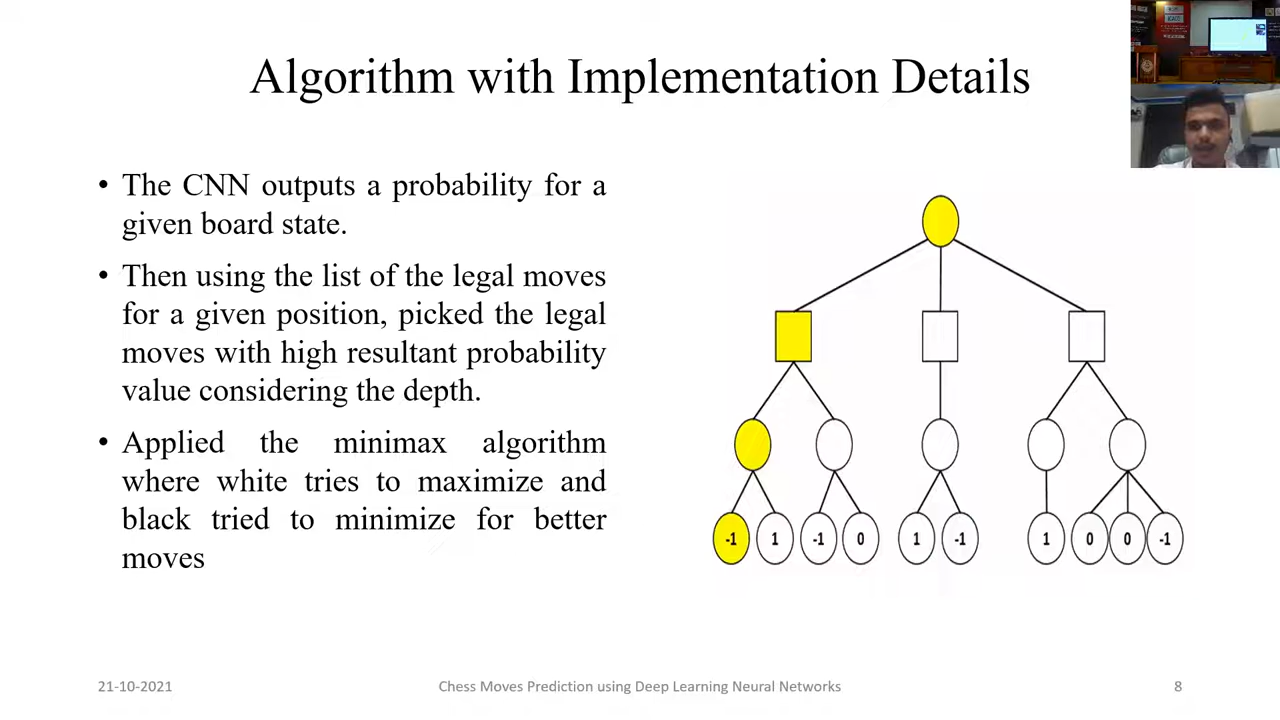 Algorithm with Implementation Details
• The CNN outputs a probability for a
given board state.
• Then using the list of the legal moves
for a given position, picked the legal
moves with high resultant probability
value considering the depth.
• Applied the minimax algorithm
where white tries to maximize and
black tried to minimize for better
moves
-1 1 -1 0 1 -1 1 0 0 -1
21-10-2021 Chess Moves Prediction using Deep Learning Neural Networks 8